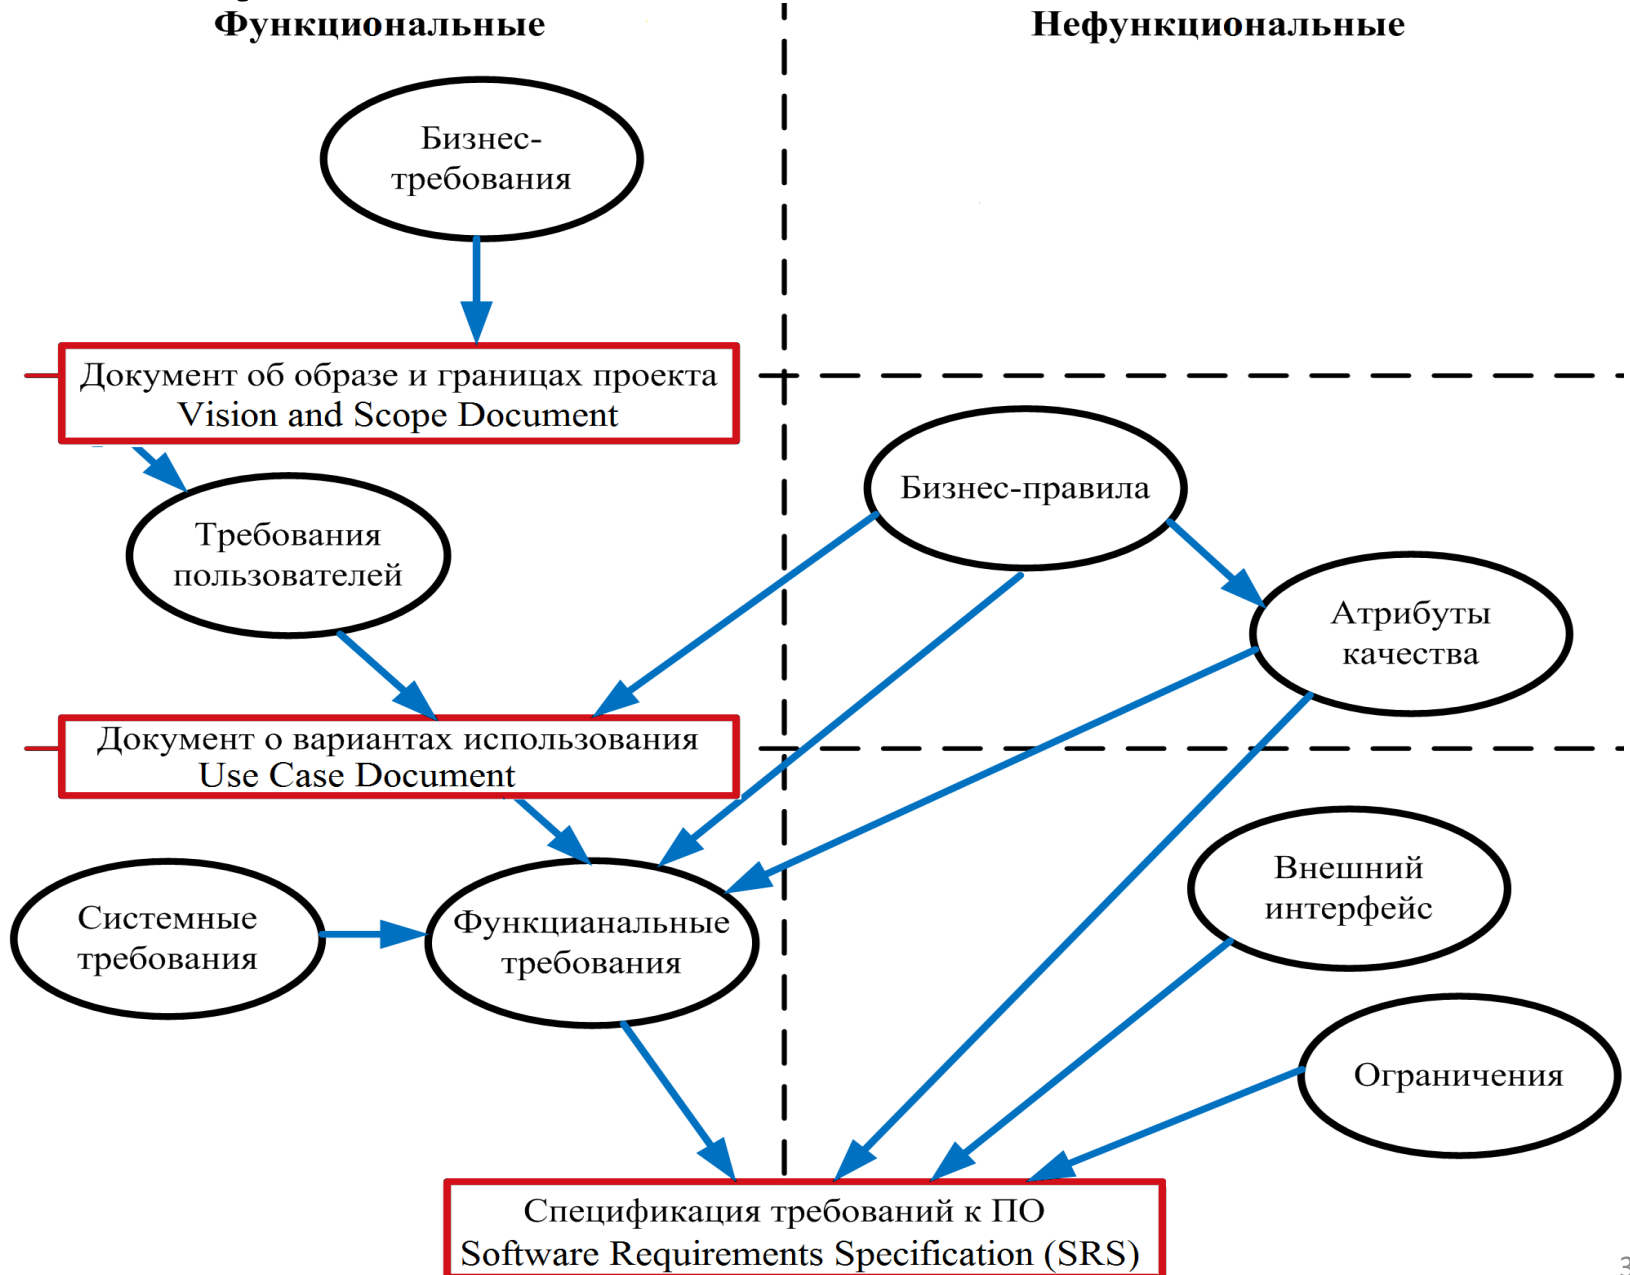 Функциональные
Нефункциональные
Бизнес-
требования
Документ об образе и границах проекта
Vision and Scope Document
Бизнес-правила
Требования
пользователей
Атрибуты
качества
Документ о вариантах использования
Use Case Document
Внешний
интерфейс
Системные
требования
Функцианальные
требования
Ограничения
Спецификация требований к ПО
Software Requirements Specification (SRS)
3